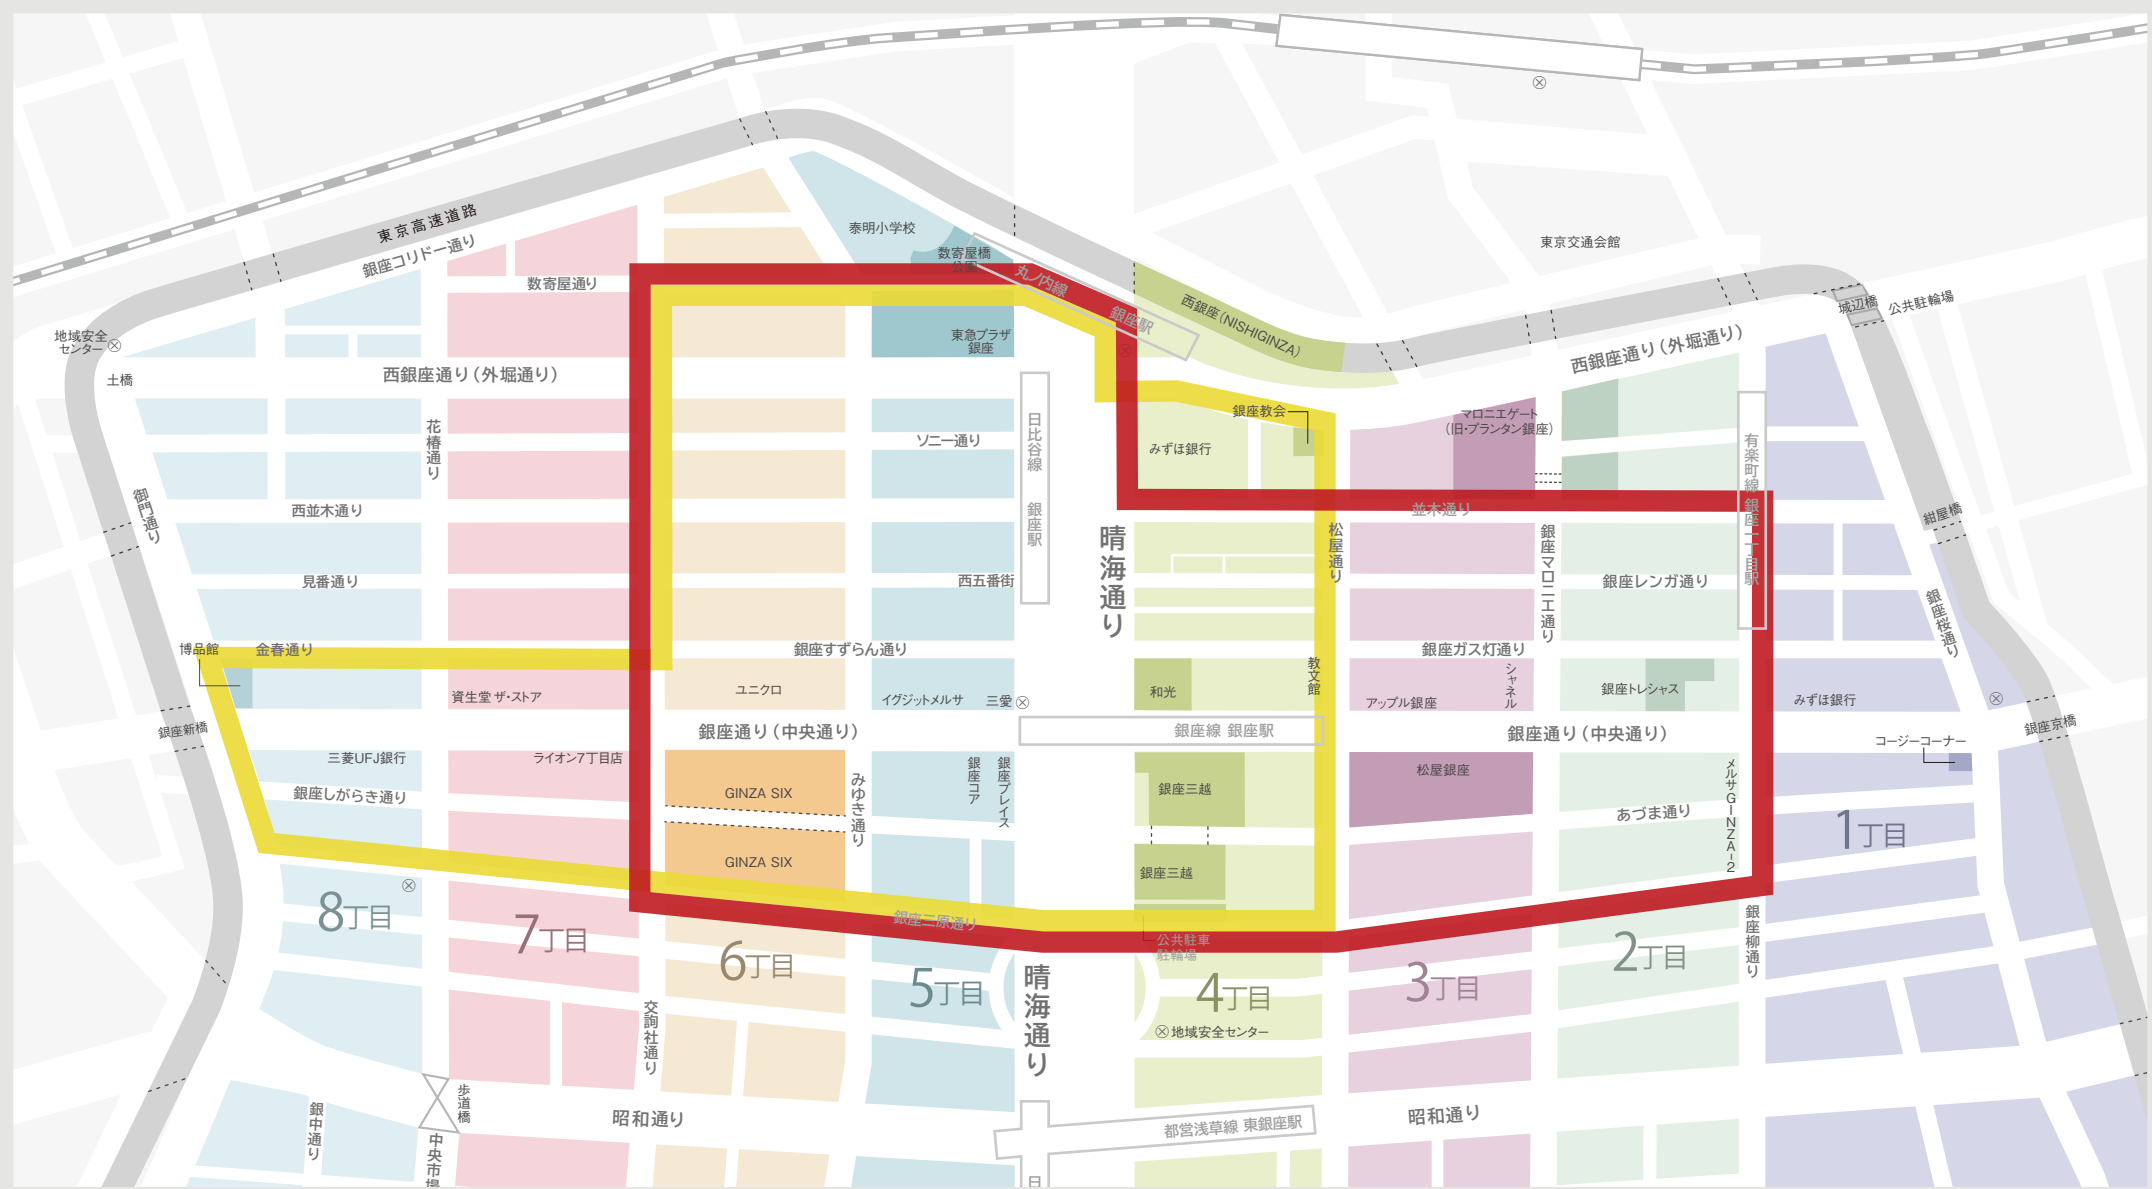 東京高速道路
銀座コリドー通り
数寄屋通り
泰明小学校
数寄屋橋
公園
丸ノ内線 銀座駅
西銀座（NISHIGINZA）
東京交通会館
城辺橋
公共駐輪場
地域安全
センター
土橋
西銀座通り（外堀通り）
東急プラザ
銀座
西銀座通り（外堀通り）
花椿通り
ソニー通り
日比谷線 銀座駅
みずほ銀行
銀座教会
マロニエゲート
（旧・プランタン銀座）
有楽町線 銀座一丁目駅
御門通り
西並木通り
並木通り
紺屋橋
見番通り
西五番街
晴海通り
松屋通り
銀座マロニエ通り
銀座レンガ通り
銀座桜通り
博品館
金春通り
銀座すずらん通り
銀座ガス灯通り
資生堂 ザ・ストア
ユニクロ
イグジットメルサ
三愛
和光
教文館
アップル銀座
シャネル
銀座トレシャス
みずほ銀行
銀座新橋
銀座通り（中央通り）
銀座線 銀座駅
銀座通り（中央通り）
銀座京橋
コージーコーナー
三菱UFJ銀行
ライオン7丁目店
銀座しがらき通り
GINZA SIX
GINZA SIX
みゆき通り
銀座コア
銀座プレイス
銀座三越
銀座三越
松屋銀座
あづま通り
メルサGINZA-2
1丁目
8丁目
7丁目
6丁目
5丁目
4丁目
3丁目
2丁目
銀座三原通り
公共駐車
駐輪場
銀座柳通り
晴海通り
地域安全センター
交詢社通り
歩道橋
銀中通り
中央市場
昭和通り
都営浅草線 東銀座駅
昭和通り
日